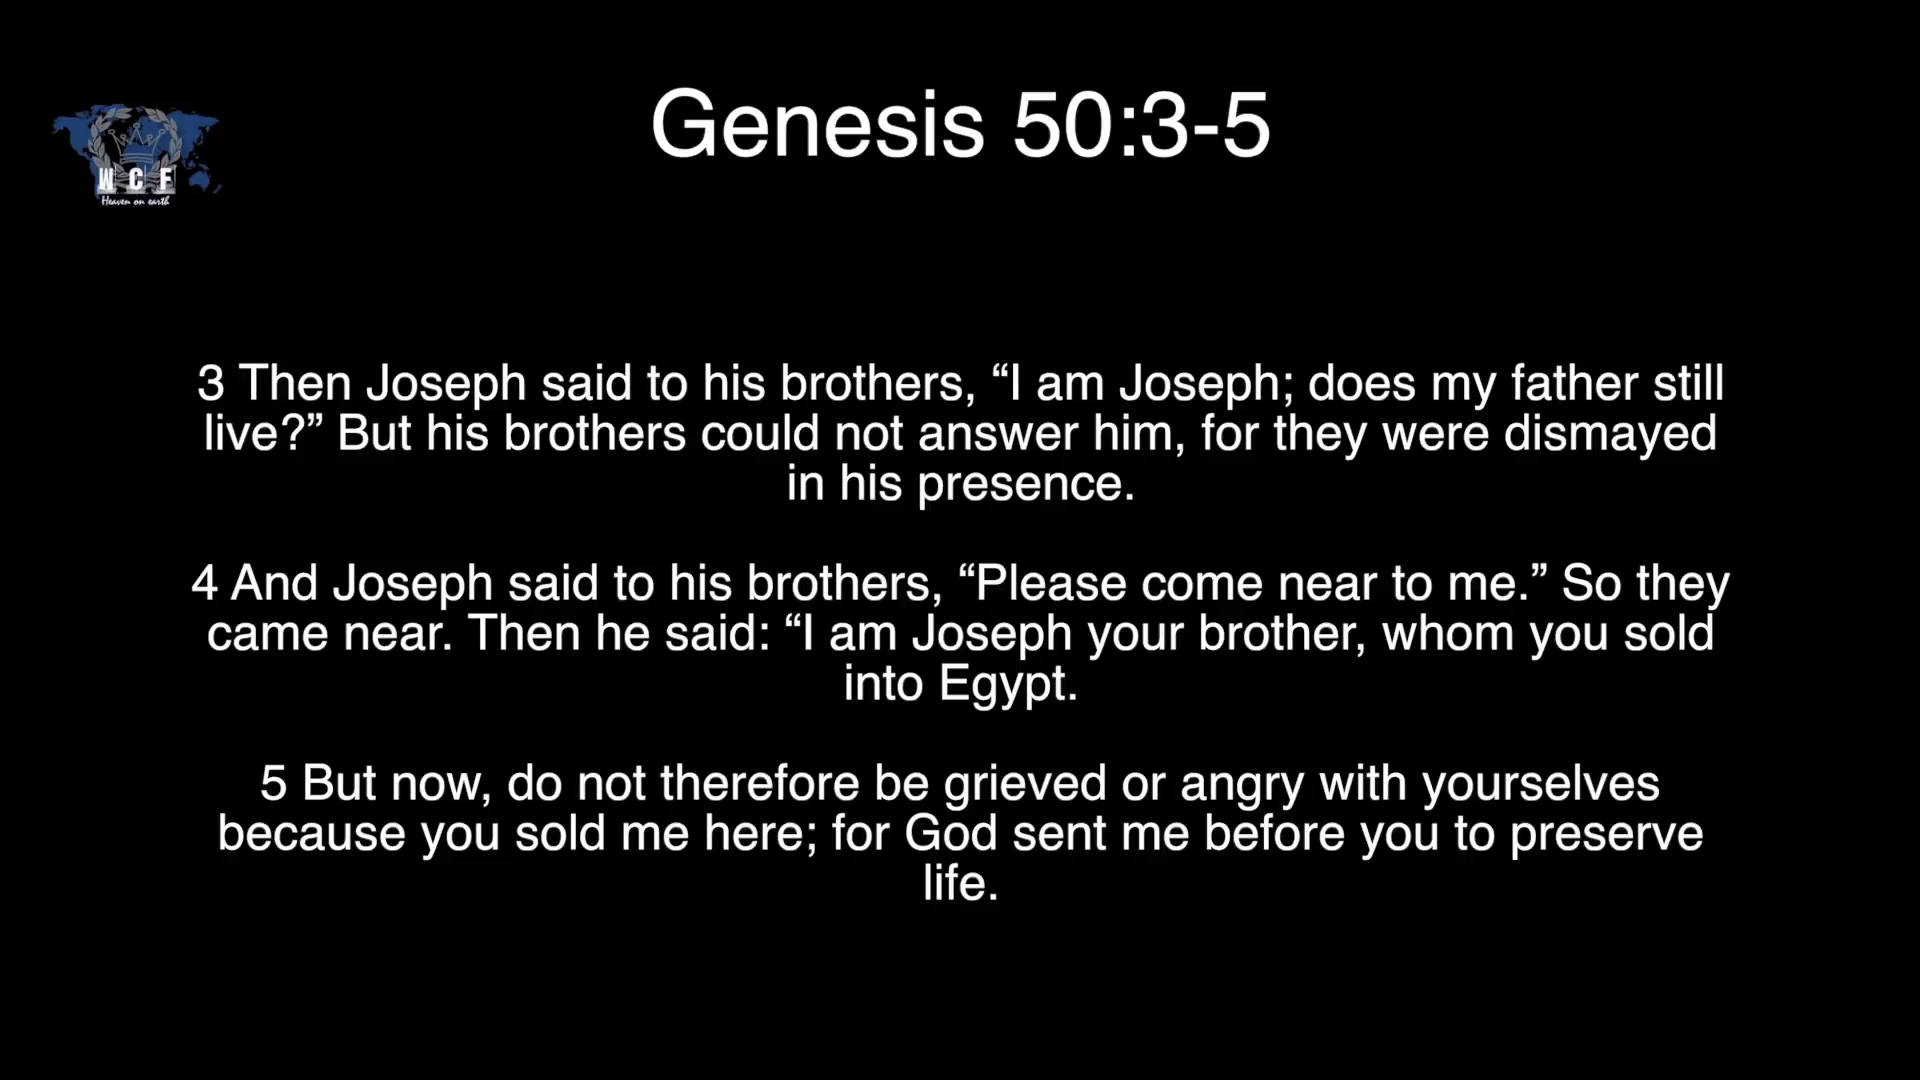 Genesis 50:3-5
W C F
Heaven on earth
3 Then Joseph said to his brothers, “I am Joseph; does my father still
live?” But his brothers could not answer him, for they were dismayed
in his presence.
4 And Joseph said to his brothers, “Please come near to me.” So they
came near. Then he said: “I am Joseph your brother, whom you sold
into Egypt.
5 But now, do not therefore be grieved or angry with yourselves
because you sold me here; for God sent me before you to preserve
life.